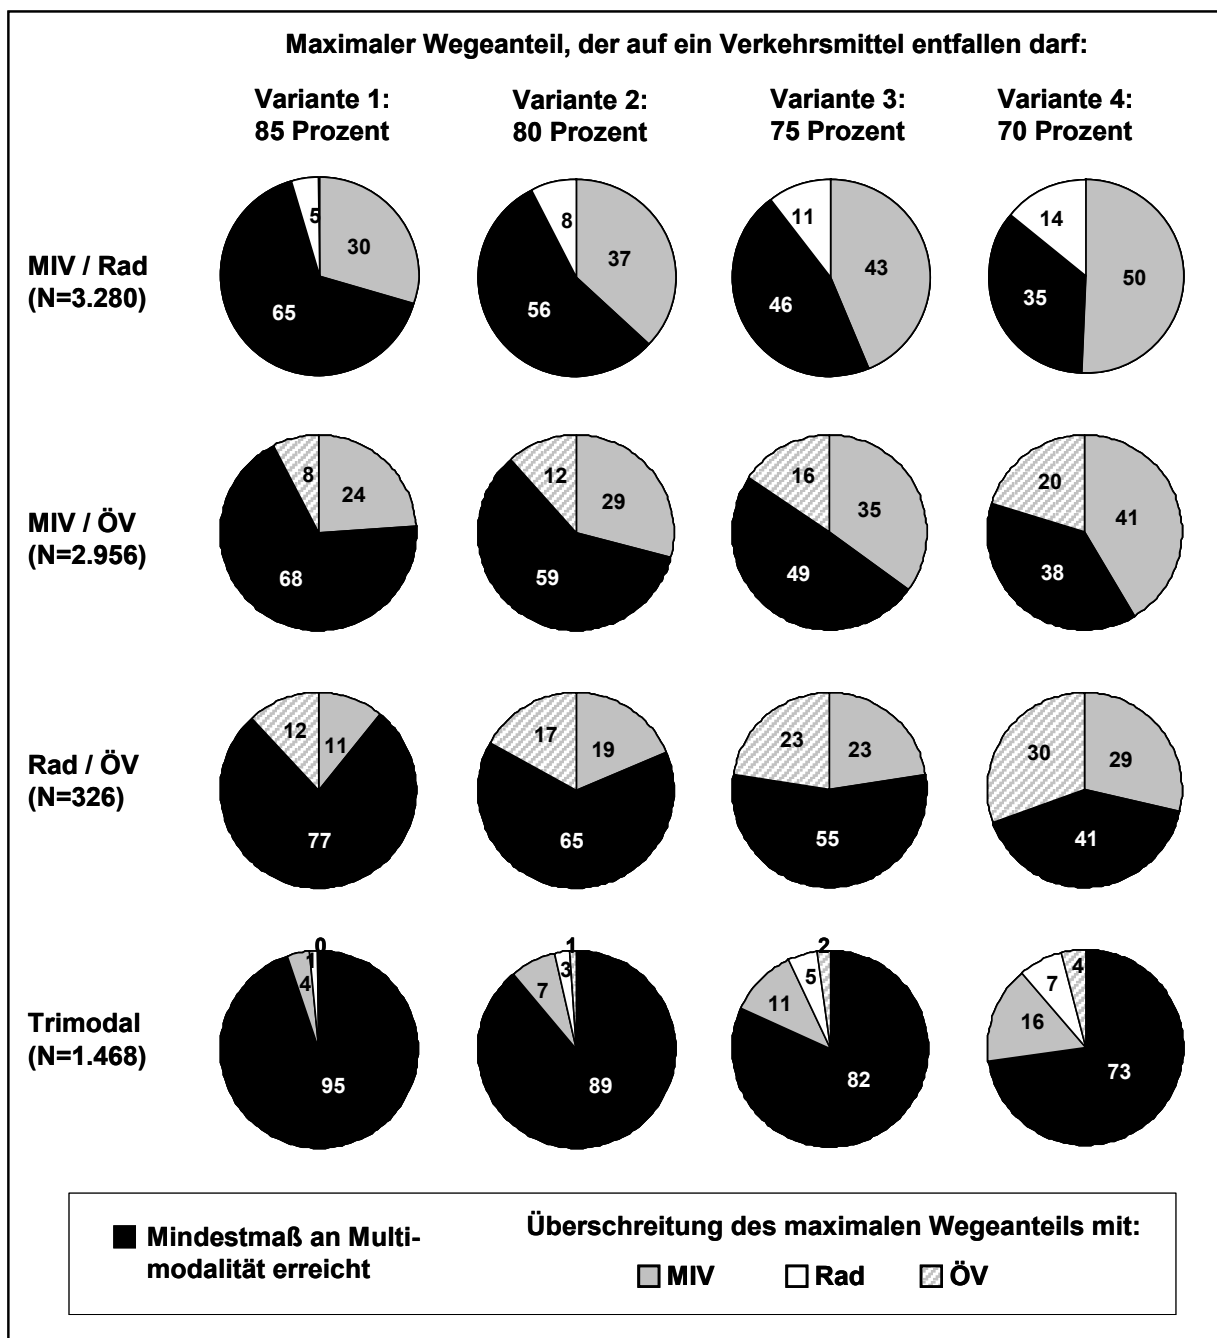 Maximaler Wegeanteil, der auf ein Verkehrsmittel entfallen darf:
Variante 1: Variante 2: Variante 3: Variante 4:
85 Prozent 80 Prozent 75 Prozent 70 Prozent
MIV / Rad
(N=3.280)
5 30 65
8 37 56
11 43 46
14 50 35
MIV / ÖV
(N=2.956)
8 24 68
12 29 59
16 35 49
20 41 38
Rad / ÖV
(N=326)
12 11 77
17 19 65
23 23 55
30 29 41
Trimodal
(N=1.468)
0 1 4 95
1 3 7 89
2 5 11 82
4 7 16 73
Mindestmaß an Multi-
modalität erreicht
Überschreitung des maximalen Wegeanteils mit:
MIV Rad ÖV